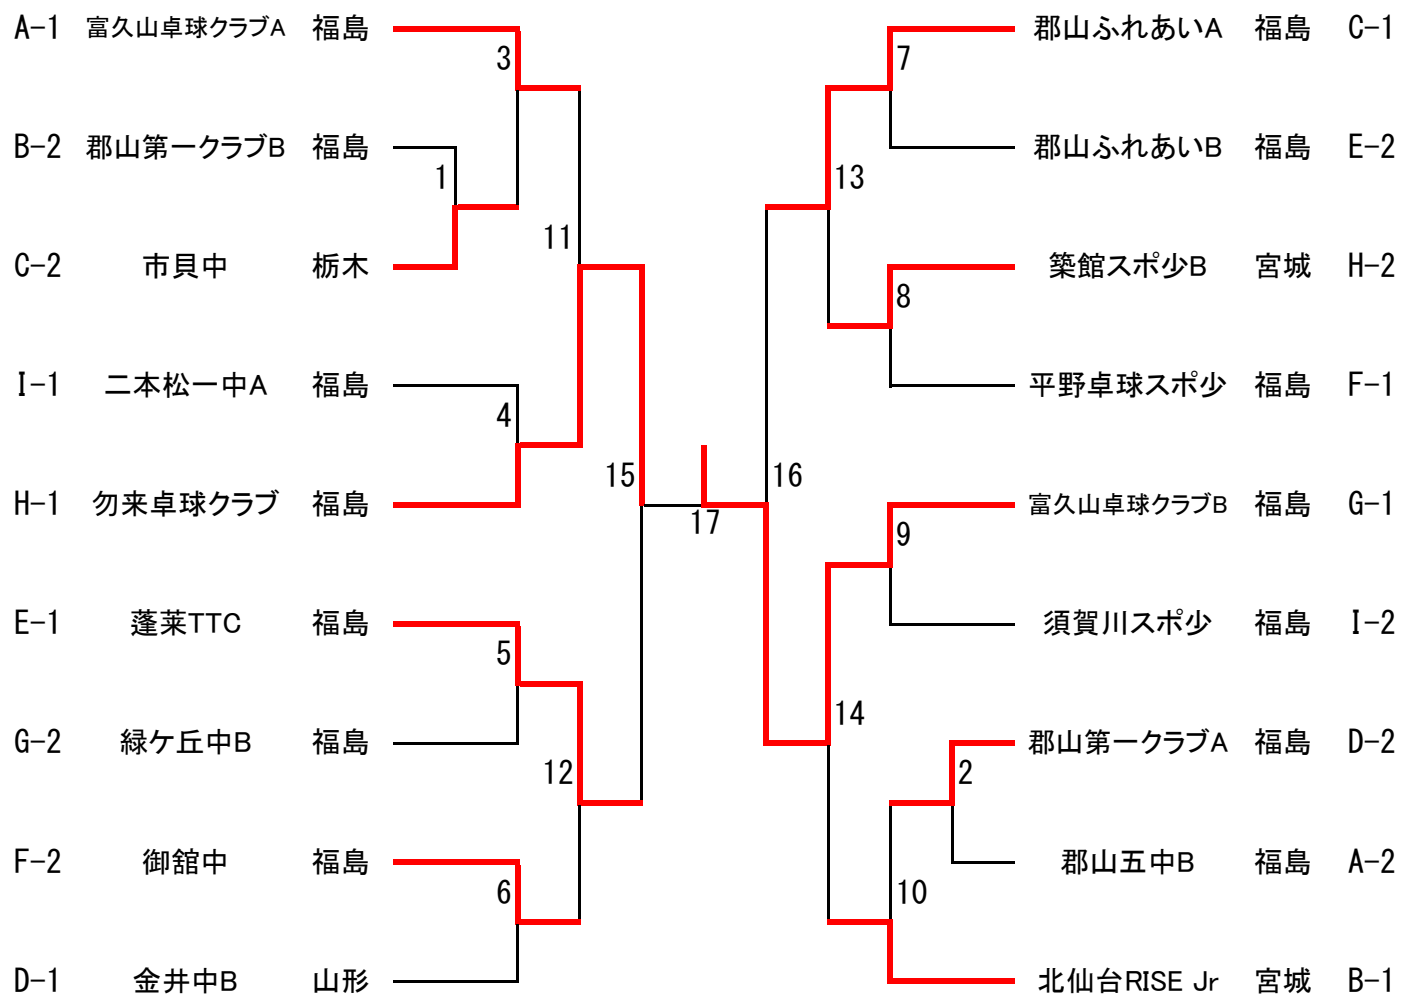 A-1 富久山卓球クラブA 福島
3
B-2 郡山第一クラブB 福島
1
C-2 市貝中 栃木
11
I-1 二本松一中A 福島
4
H-1 勿来卓球クラブ 福島
15
E-1 蓬莱TTC 福島
5
G-2 緑ケ丘中B 福島
12
F-2 御舘中 福島
6
D-1 金井中B 山形
17
郡山ふれあいA 福島 C-1
7
郡山ふれあいB 福島 E-2
13
築館スポ少B 宮城 H-2
8
平野卓球スポ少 福島 F-1
16
富久山卓球クラブB 福島 G-1
9
須賀川スポ少 福島 I-2
14
郡山第一クラブA 福島 D-2
2
郡山五中B 福島 A-2
10
北仙台RISE Jr 宮城 B-1